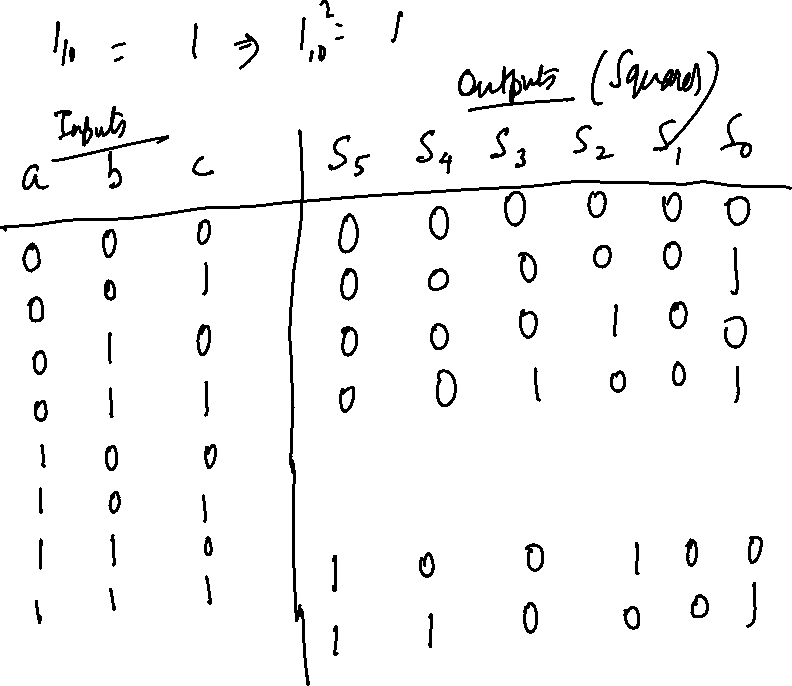 1₁₀ = 1 ⇒ 1₁₀² = 1
Outputs (Squares)
Inputs
a b c S₅ S₄ S₃ S₂ S₁ S₀
0 0 0 0 0 0 0 0 0
0 0 1 0 0 0 0 0 1
0 1 0 0 0 0 1 0 0
0 1 1 0 0 1 0 0 1
1 0 0
1 0 1
1 1 0 1 0 0 1 0 0
1 1 1 1 1 0 0 0 1